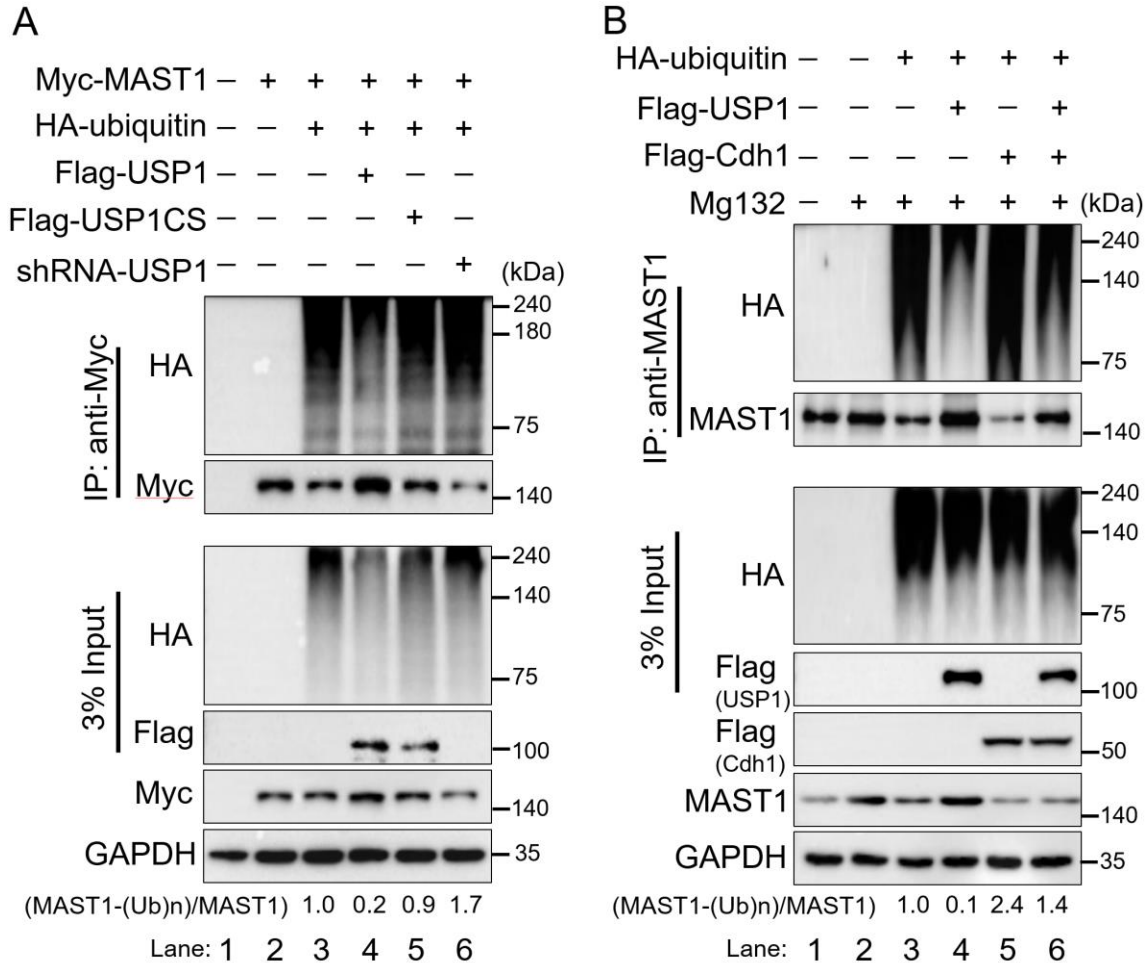 A
Myc-MAST1 – + + + + +
HA-ubiquitin – – + + + +
Flag-USP1 – – – + – –
Flag-USP1CS – – – – + –
shRNA-USP1 – – – – – + (kDa)
IP: anti-Myc
HA
240
180
75
Myc
140
3% Input
HA
240
140
75
Flag
100
Myc
140
GAPDH
35
(MAST1-(Ub)n)/MAST1) 1.0 0.2 0.9 1.7
Lane: 1 2 3 4 5 6
B
HA-ubiquitin – – + + + +
Flag-USP1 – – – + – +
Flag-Cdh1 – – – – + +
Mg132 – + + + + + (kDa)
IP: anti-MAST1
HA
240
140
75
MAST1
140
3% Input
HA
240
140
75
Flag
(USP1)
100
Flag
(Cdh1)
50
MAST1
140
GAPDH
35
(MAST1-(Ub)n)/MAST1) 1.0 0.1 2.4 1.4
Lane: 1 2 3 4 5 6